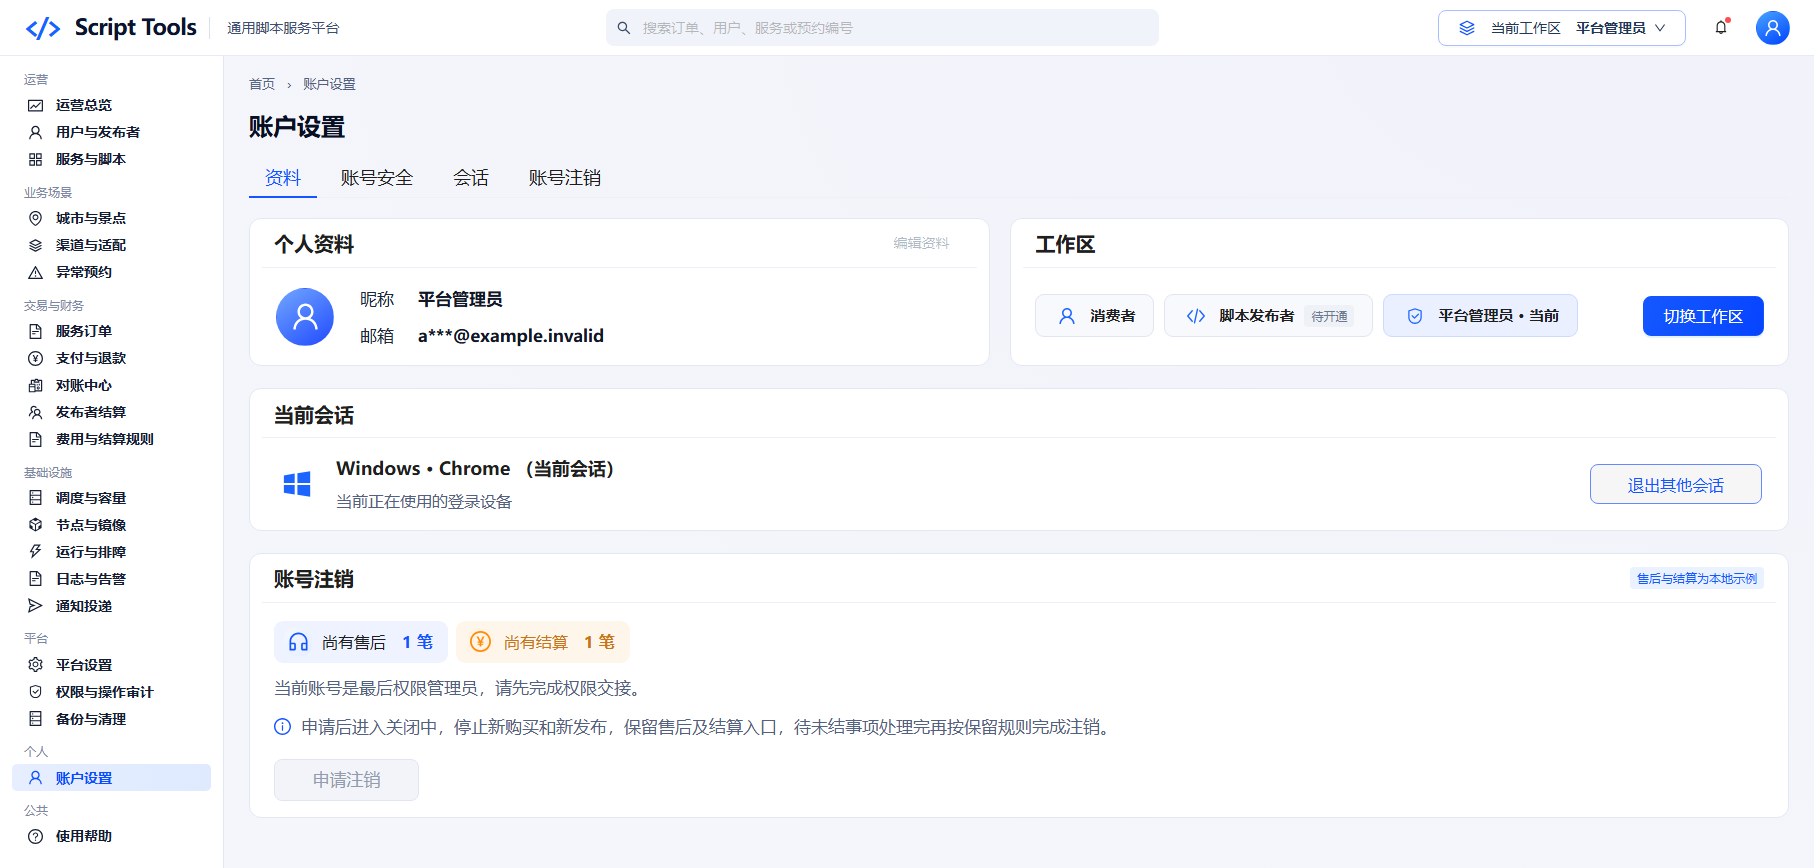 Script Tools 通用脚本服务平台 搜索订单、用户、服务或预约编号 当前工作区 平台管理员
运营
运营总览
用户与发布者
服务与脚本
业务场景
城市与景点
渠道与适配
异常预约
交易与财务
服务订单
支付与退款
对账中心
发布者结算
费用与结算规则
基础设施
调度与容量
节点与镜像
运行与排障
日志与告警
通知投递
平台
平台设置
权限与操作审计
备份与清理
个人
账户设置
公共
使用帮助
首页 › 账户设置
账户设置
资料 账号安全 会话 账号注销
个人资料 编辑资料
昵称 平台管理员
邮箱 a***@example.invalid
工作区
消费者 脚本发布者 待开通 平台管理员 • 当前 切换工作区
当前会话
Windows • Chrome （当前会话）
当前正在使用的登录设备
退出其他会话
账号注销 售后与结算为本地示例
尚有售后 1 笔 尚有结算 1 笔
当前账号是最后权限管理员，请先完成权限交接。
申请后进入关闭中，停止新购买和新发布，保留售后及结算入口，待未结事项处理完再按保留规则完成注销。
申请注销